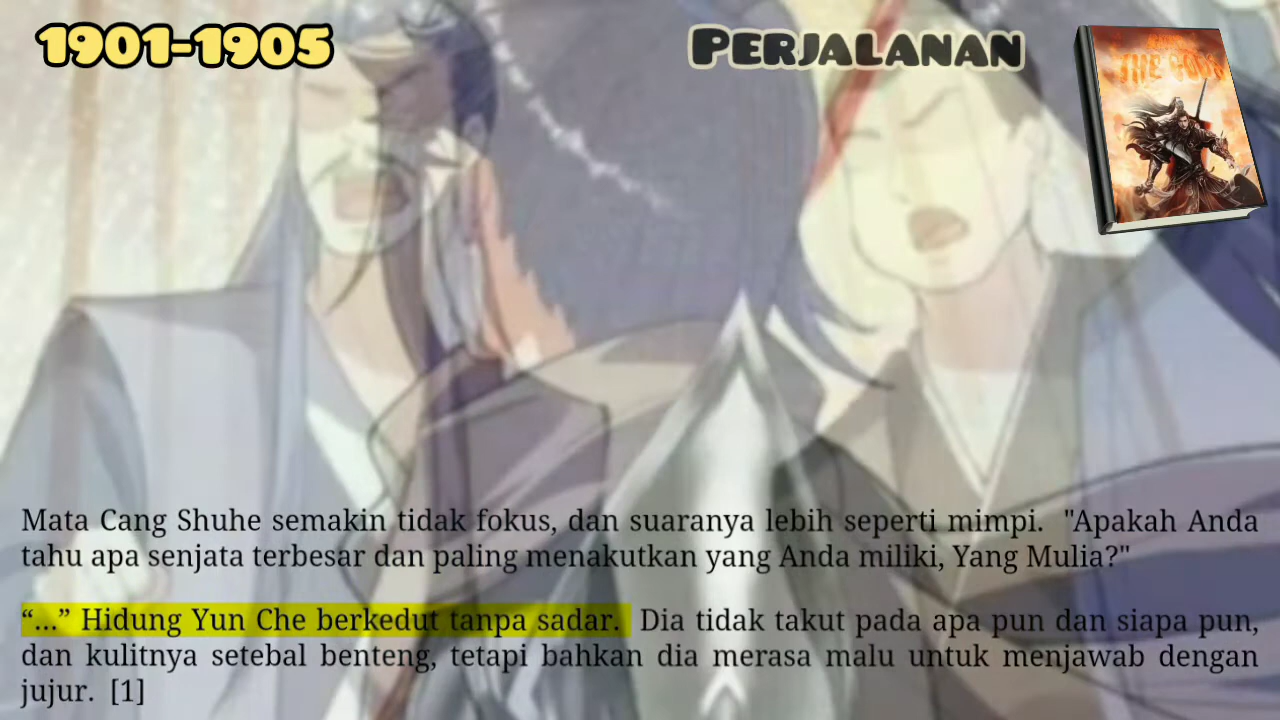 1901-1905
PERJALANAN
THE GODS
Mata Cang Shuhe semakin tidak fokus, dan suaranya lebih seperti mimpi. "Apakah Anda
tahu apa senjata terbesar dan paling menakutkan yang Anda miliki, Yang Mulia?"
“...” Hidung Yun Che berkedut tanpa sadar. Dia tidak takut pada apa pun dan siapa pun,
dan kulitnya setebal benteng, tetapi bahkan dia merasa malu untuk menjawab dengan
jujur. [1]